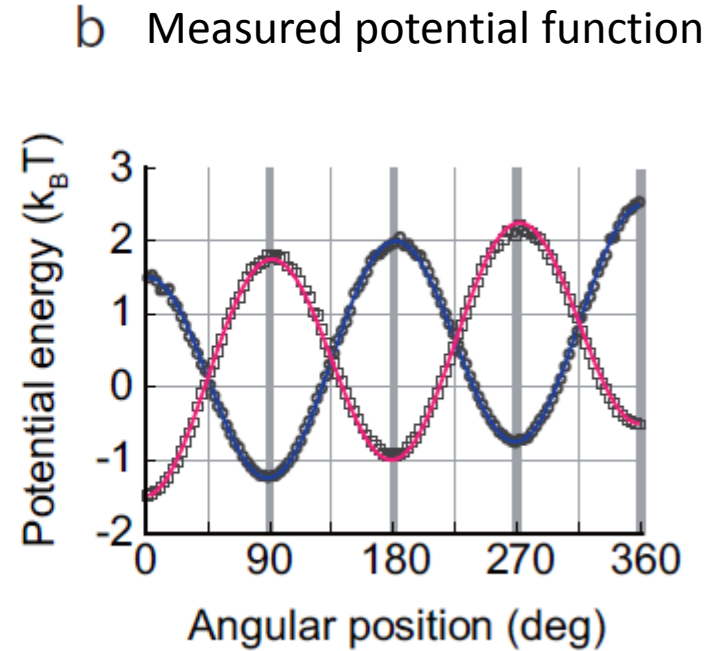 b Measured potential function
Potential energy (kBT)
3
2
1
0
-1
-2
0 90 180 270 360
Angular position (deg)